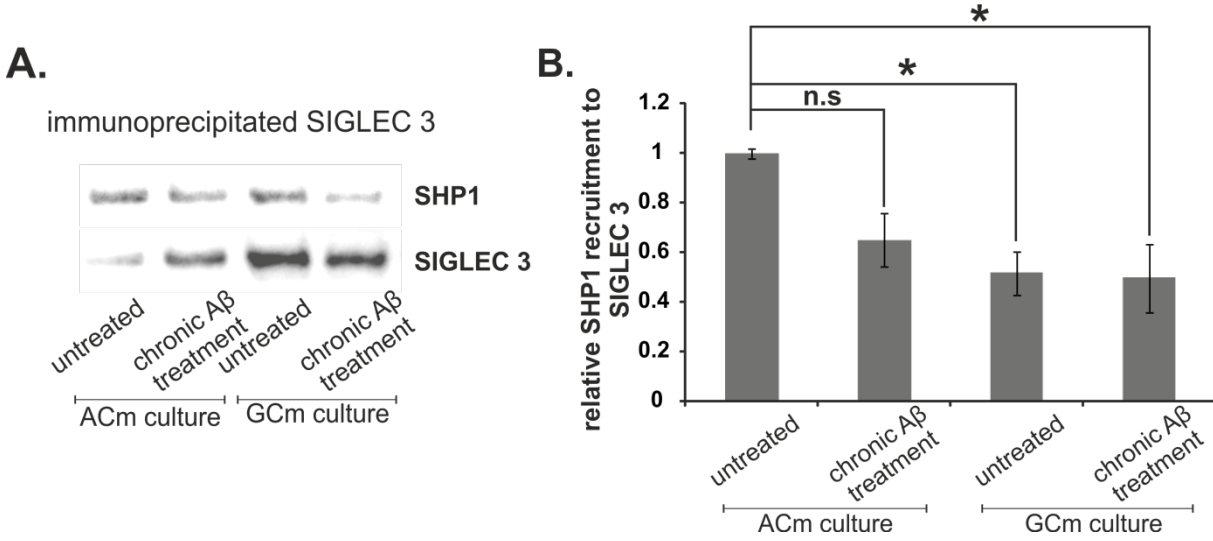 A.
immunoprecipitated SIGLEC 3
SHP1
SIGLEC 3
untreated
chronic Aβ
treatment
untreated
chronic Aβ
treatment
ACm culture
GCm culture
B.
*
*
n.s
relative SHP1 recruitment to
SIGLEC 3
1.2
1
0.8
0.6
0.4
0.2
0
untreated
chronic Aβ
treatment
untreated
chronic Aβ
treatment
ACm culture
GCm culture